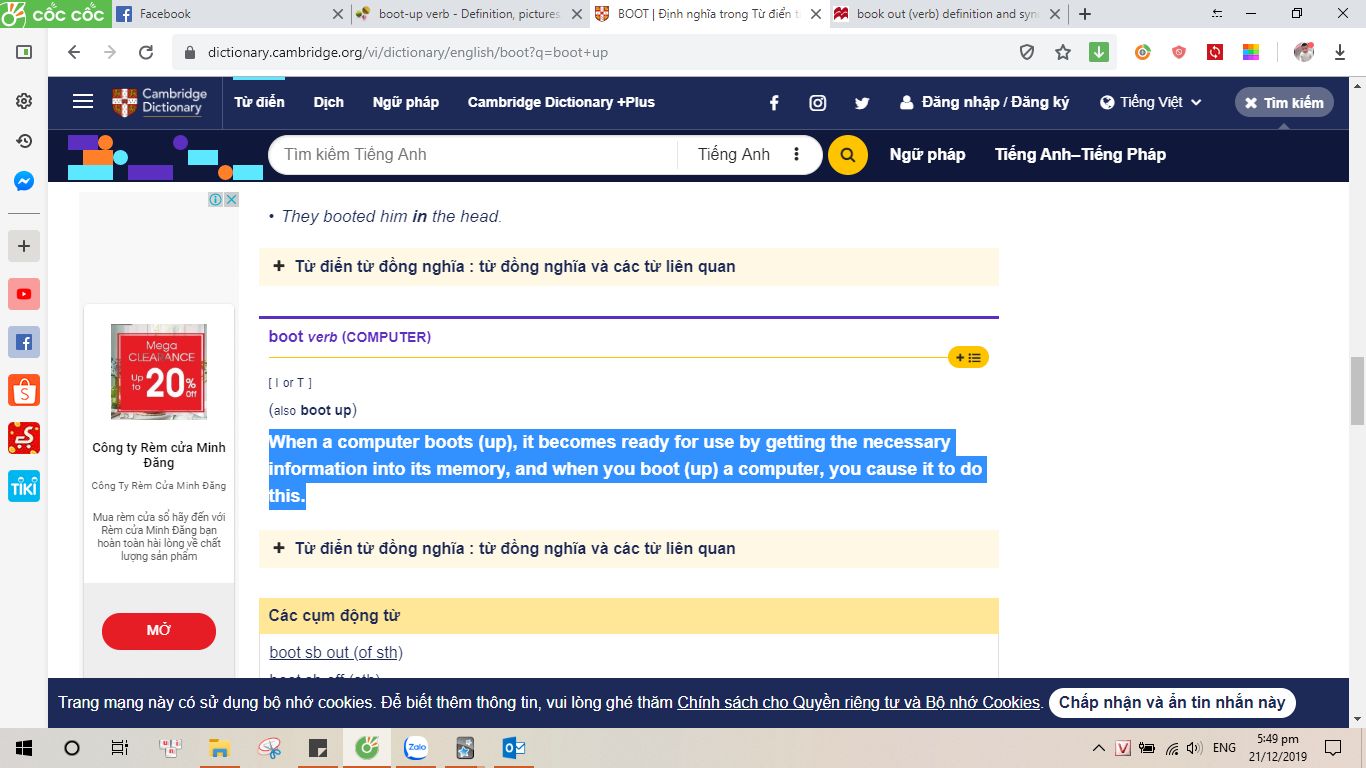 cốc cốc
Facebook
boot-up verb - Definition, pictures
BOOT | Định nghĩa trong Từ điển t
book out (verb) definition and syn
dictionary.cambridge.org/vi/dictionary/english/boot?q=boot+up
Cambridge
Dictionary
Từ điển
Dịch
Ngữ pháp
Cambridge Dictionary +Plus
Đăng nhập / Đăng ký
Tiếng Việt
Tìm kiếm
Tìm kiếm Tiếng Anh
Tiếng Anh
Ngữ pháp
Tiếng Anh–Tiếng Pháp
• They booted him in the head.
+ Từ điển từ đồng nghĩa : từ đồng nghĩa và các từ liên quan
boot verb (COMPUTER)
[ I or T ]
(also boot up)
When a computer boots (up), it becomes ready for use by getting the necessary
information into its memory, and when you boot (up) a computer, you cause it to do
this.
+ Từ điển từ đồng nghĩa : từ đồng nghĩa và các từ liên quan
Các cụm động từ
boot sb out (of sth)
boot sb off (sth)
Mega
CLEARANCE
Up
to
20%
Off
Công ty Rèm cửa Minh
Đăng
Công Ty Rèm Cửa Minh Đăng
Mua rèm cửa sổ hãy đến với
Rèm cửa Minh Đăng bạn
hoàn toàn hài lòng về chất
lượng sản phẩm
MỞ
TIKI
Trang mạng này có sử dụng bộ nhớ cookies. Để biết thêm thông tin, vui lòng ghé thăm Chính sách cho Quyền riêng tư và Bộ nhớ Cookies.
Chấp nhận và ẩn tin nhắn này
Zalo
V
ENG
5:49 pm
21/12/2019